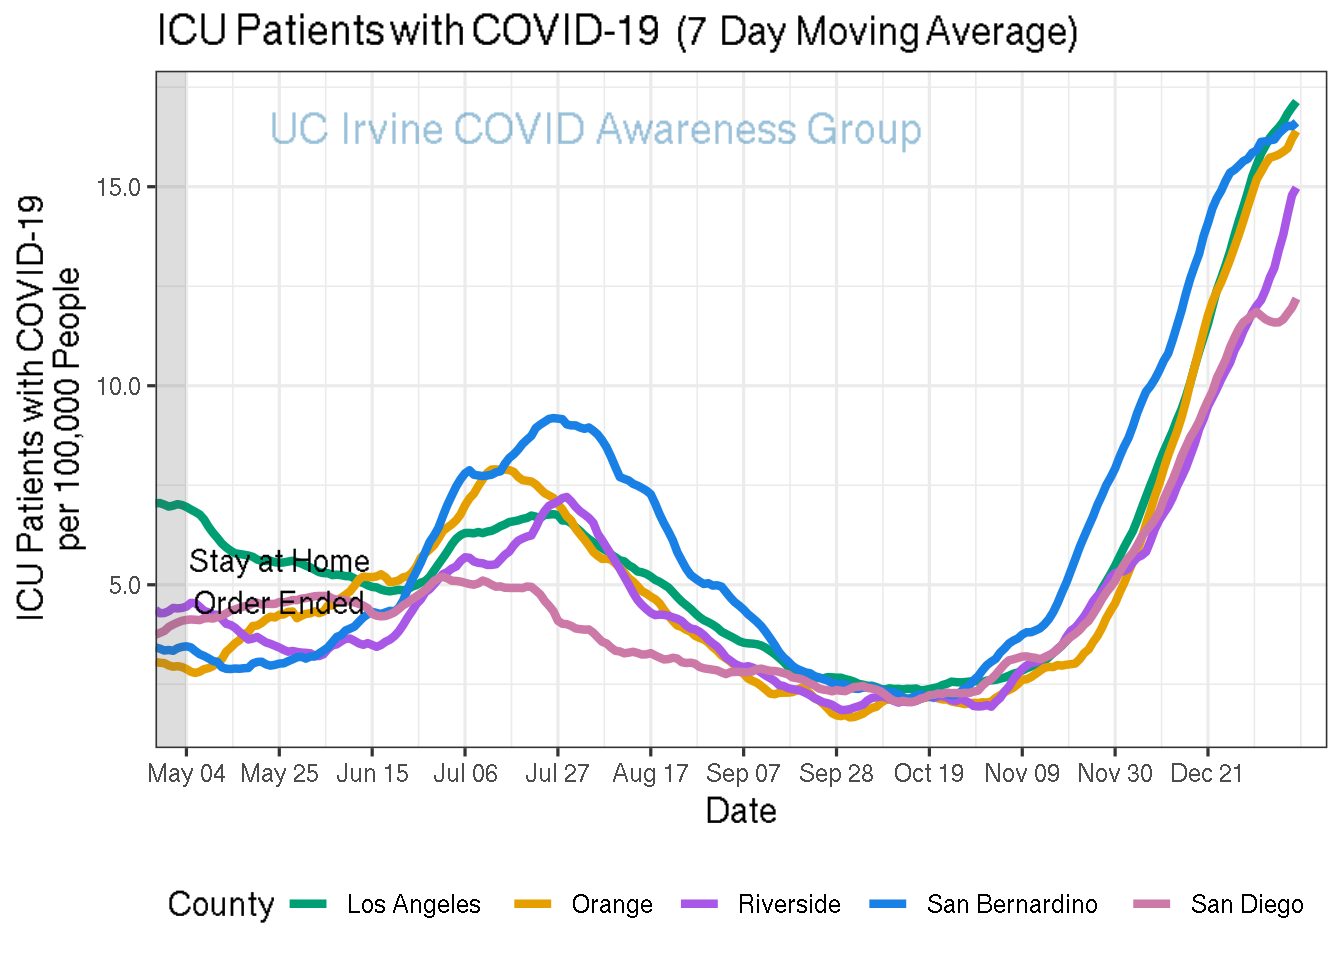 ICU Patients with COVID-19 (7 Day Moving Average)
UC Irvine COVID Awareness Group
ICU Patients with COVID-19
per 100,000 People
15.0
10.0
5.0
Stay at Home
Order Ended
May 04 May 25 Jun 15 Jul 06 Jul 27 Aug 17 Sep 07 Sep 28 Oct 19 Nov 09 Nov 30 Dec 21
Date
County Los Angeles Orange Riverside San Bernardino San Diego